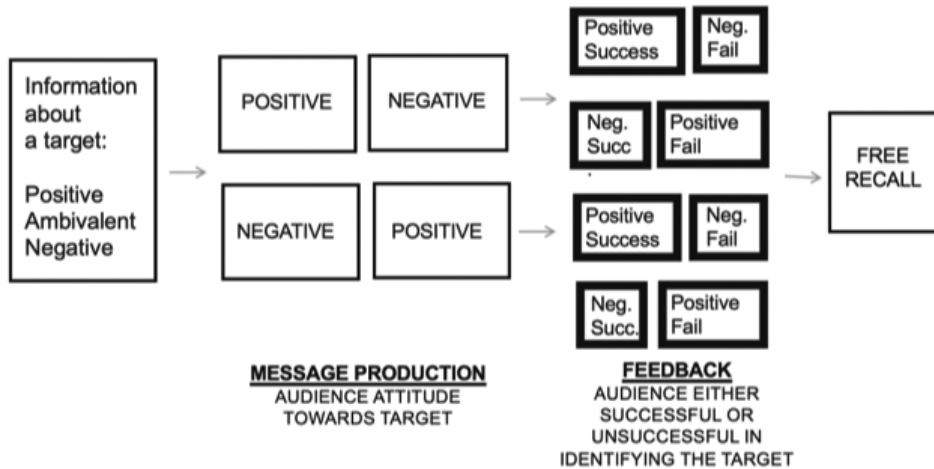 Information
about
a target:
Positive
Ambivalent
Negative
POSITIVE
NEGATIVE
NEGATIVE
POSITIVE
MESSAGE PRODUCTION
AUDIENCE ATTITUDE
TOWARDS TARGET
Positive
Success
Neg.
Fail
Neg.
Succ
Positive
Fail
Positive
Success
Neg.
Fail
Neg.
Succ.
Positive
Fail
FEEDBACK
AUDIENCE EITHER
SUCCESSFUL OR
UNSUCCESSFUL IN
IDENTIFYING THE TARGET
FREE
RECALL